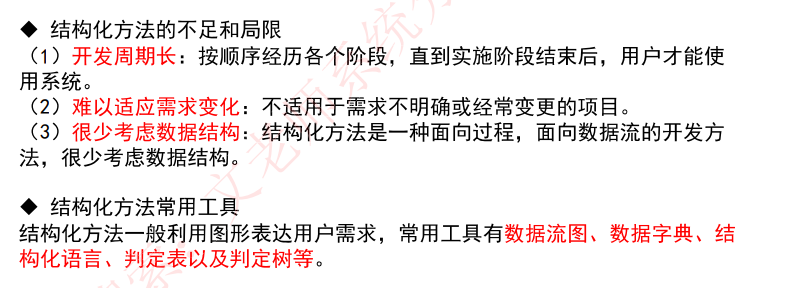 ◆ 结构化方法的不足和局限
（1）开发周期长：按顺序经历各个阶段，直到实施阶段结束后，用户才能使
用系统。
（2）难以适应需求变化：不适用于需求不明确或经常变更的项目。
（3）很少考虑数据结构：结构化方法是一种面向过程，面向数据流的开发方
法，很少考虑数据结构。
◆ 结构化方法常用工具
结构化方法一般利用图形表达用户需求，常用工具有数据流图、数据字典、结
构化语言、判定表以及判定树等。
文老师系统